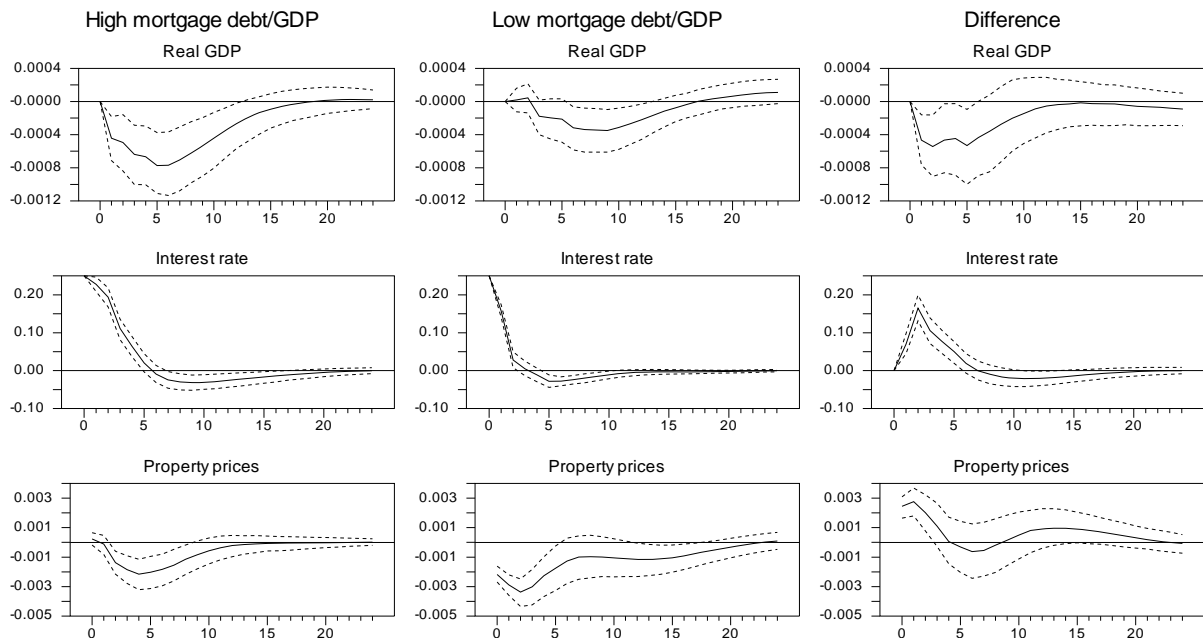 High mortgage debt/GDP
Low mortgage debt/GDP
Difference
Real GDP
Real GDP
Real GDP
0.0004
-0.0000
-0.0004
-0.0008
-0.0012
0 5 10 15 20
0.0004
-0.0000
-0.0004
-0.0008
-0.0012
0 5 10 15 20
0.0004
-0.0000
-0.0004
-0.0008
-0.0012
0 5 10 15 20
Interest rate
Interest rate
Interest rate
0.20
0.10
0.00
-0.10
0 5 10 15 20
0.20
0.10
0.00
-0.10
0 5 10 15 20
0.20
0.10
0.00
-0.10
0 5 10 15 20
Property prices
Property prices
Property prices
0.003
0.001
-0.001
-0.003
-0.005
0 5 10 15 20
0.003
0.001
-0.001
-0.003
-0.005
0 5 10 15 20
0.003
0.001
-0.001
-0.003
-0.005
0 5 10 15 20